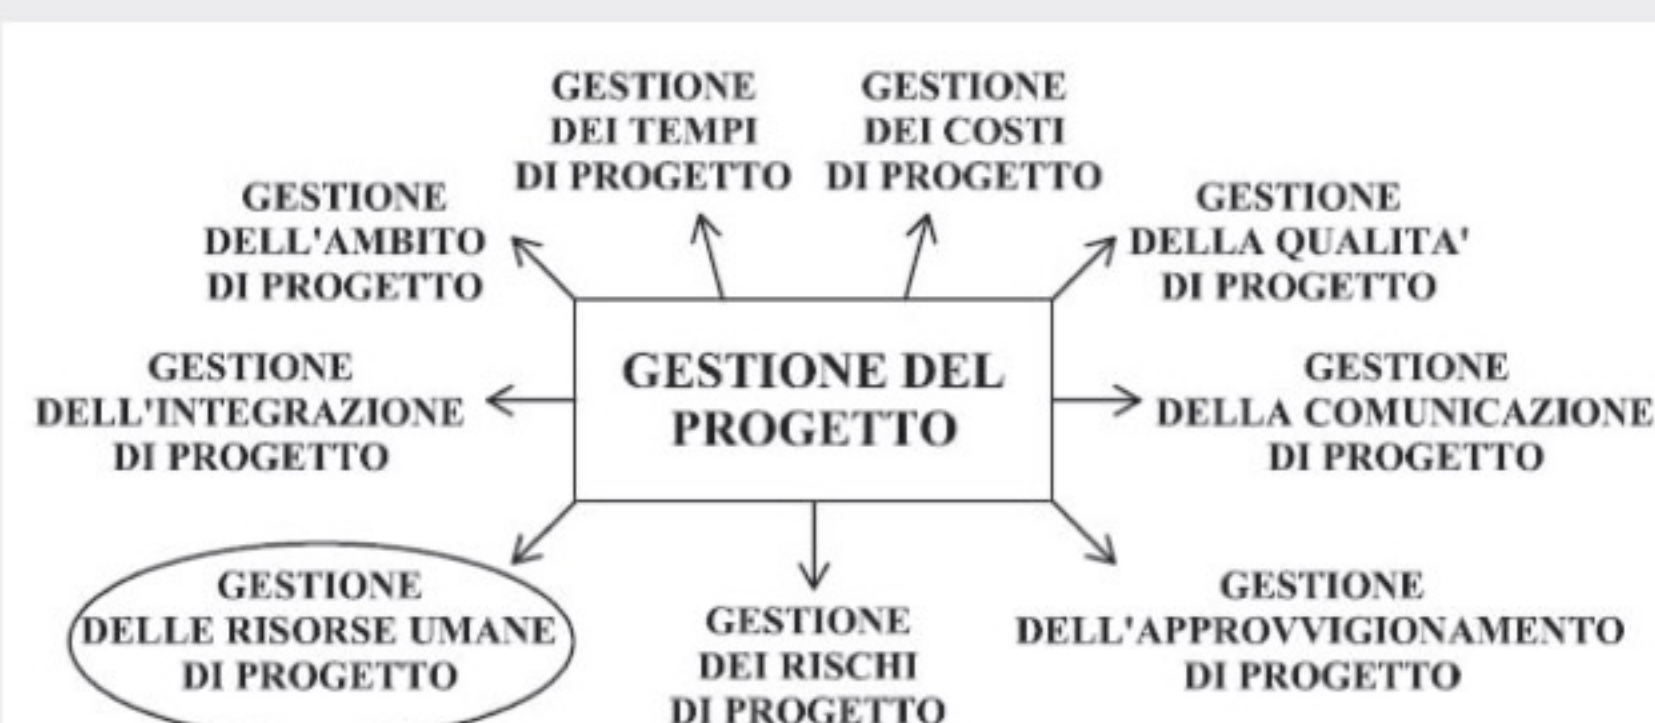 GESTIONE
DEI TEMPI
DI PROGETTO
GESTIONE
DEI COSTI
DI PROGETTO
GESTIONE
DELL'AMBITO
DI PROGETTO
GESTIONE
DELLA QUALITA'
DI PROGETTO
GESTIONE
DELL'INTEGRAZIONE
DI PROGETTO
GESTIONE DEL
PROGETTO
GESTIONE
DELLA COMUNICAZIONE
DI PROGETTO
GESTIONE
DELLE RISORSE UMANE
DI PROGETTO
GESTIONE
DEI RISCHI
DI PROGETTO
GESTIONE
DELL'APPROVVIGIONAMENTO
DI PROGETTO